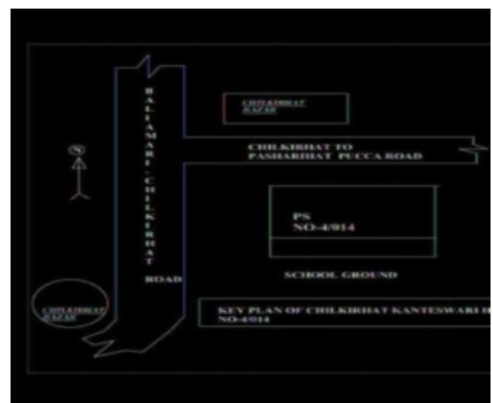 CHILKIRHAT
BAZAR
BALIAMARI-CHILKIRHAT
ROAD
CHILKIRHAT TO
PASHARIHAT PUCCA ROAD
N
PS
NO-4/014
SCHOOL GROUND
CHILKIRHAT
BAZAR
KEY PLAN OF CHILKIRHAT KANTESWARI H
NO-4/014